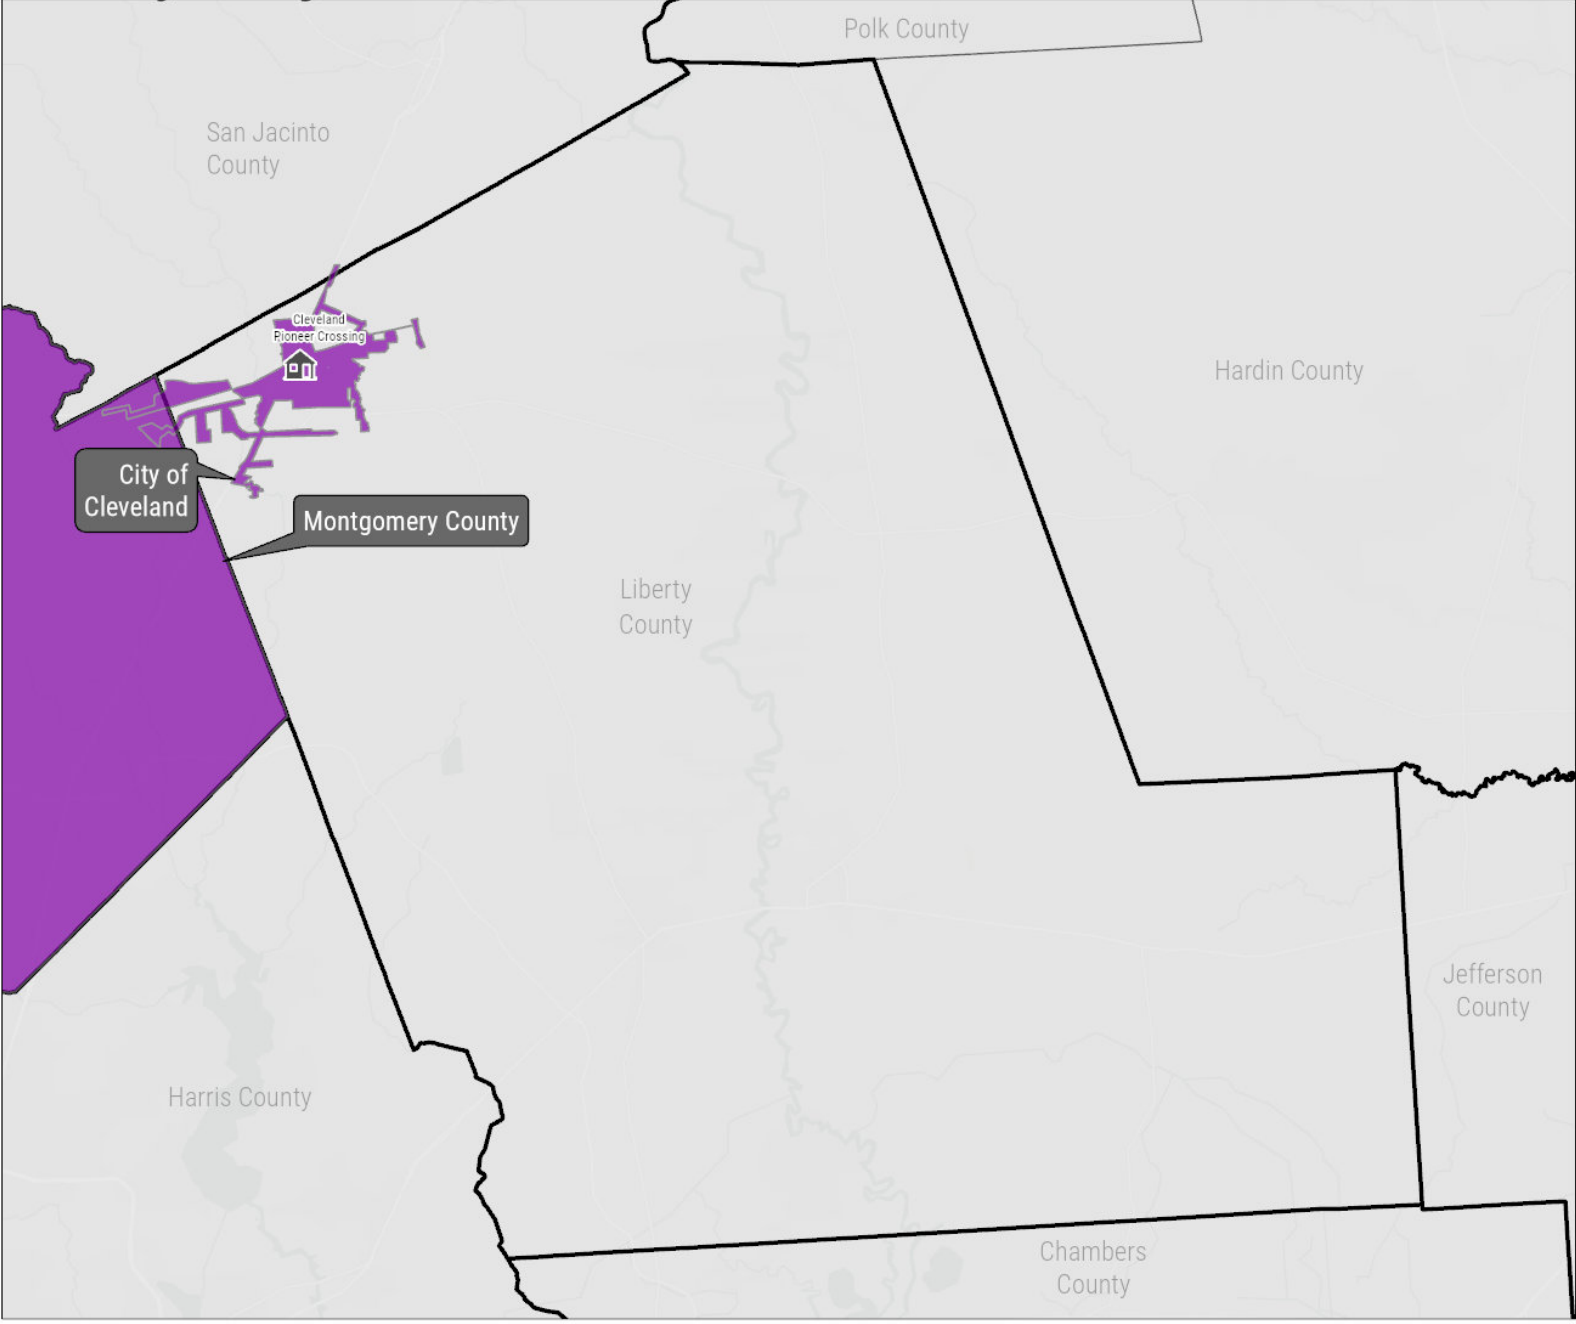 Polk County
San Jacinto
County
Cleveland
Pioneer Crossing
Hardin County
City of
Cleveland
Montgomery County
Liberty
County
Jefferson
County
Harris County
Chambers
County